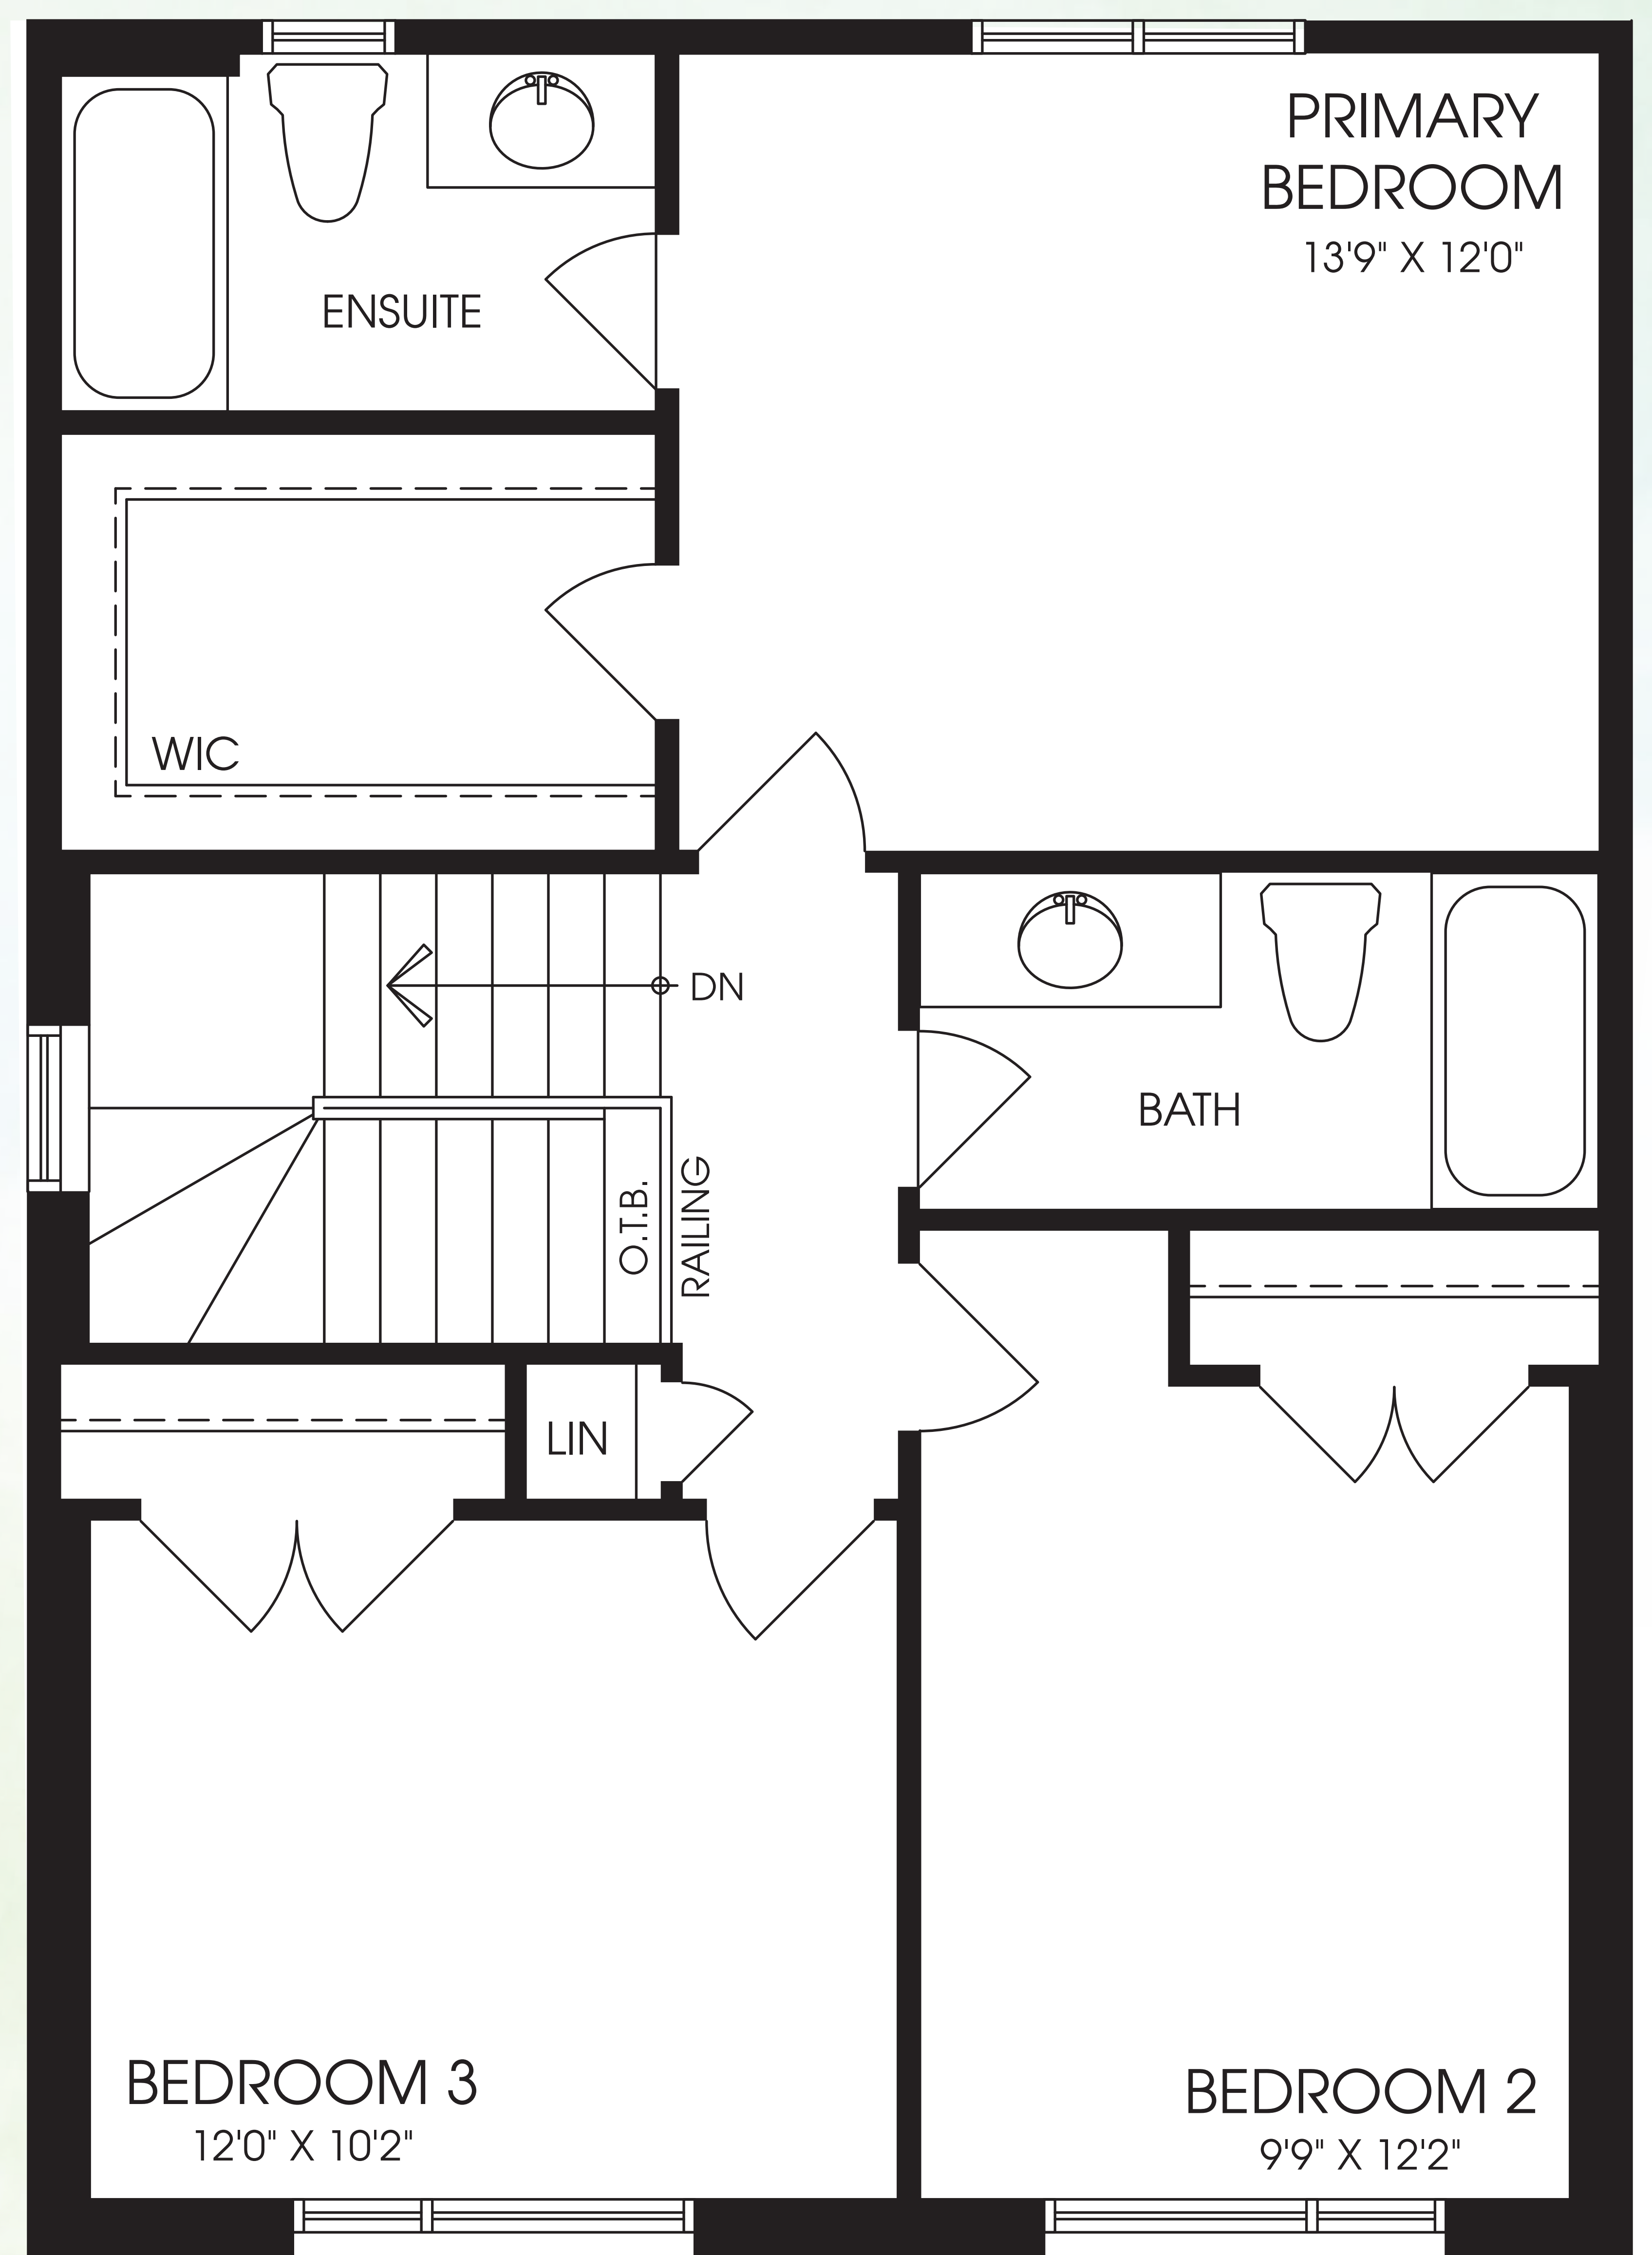 PRIMARY
BEDROOM
13'9" X 12'0"
ENSUITE
WIC
DN
BATH
O.T.B.
RAILING
LIN
BEDROOM 3
12'0" X 10'2"
BEDROOM 2
9'9" X 12'2"